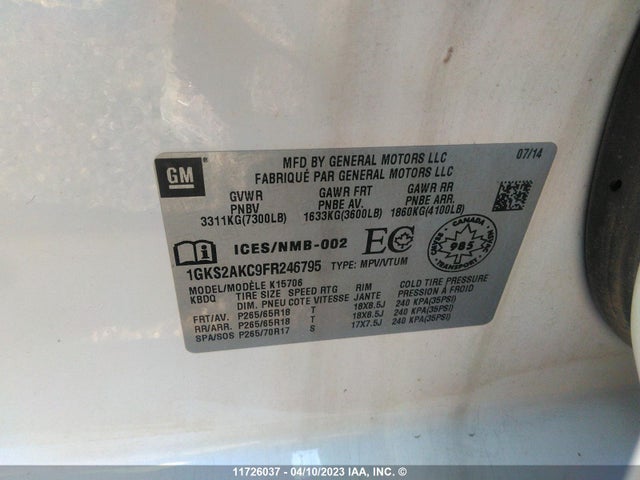 GM
MFD BY GENERAL MOTORS LLC
07/14
FABRIQUÉ PAR GENERAL MOTORS LLC
GVWR GAWR FRT GAWR RR
PNBV PNBE AV. PNBE ARR.
3311KG(7300LB) 1633KG(3600LB) 1860KG(4100LB)
ICES/NMB-002 EC
CANADA 985
1GKS2AKC9FR246795 TYPE: MPV/VTUM
MODEL/MODÈLE K15706
KBDQ TIRE SIZE SPEED RTG RIM COLD TIRE PRESSURE
DIM. PNEU COTE VITESSE JANTE PRESSION À FROID
FRT/AV. P265/65R18 T 18X8.5J 240 KPA(35PSI)
RR/ARR. P265/65R18 T 18X8.5J 240 KPA(35PSI)
SPA/SOS P265/70R17 S 17X7.5J 240 KPA(35PSI)
11726037 - 04/10/2023 IAA, INC. ©